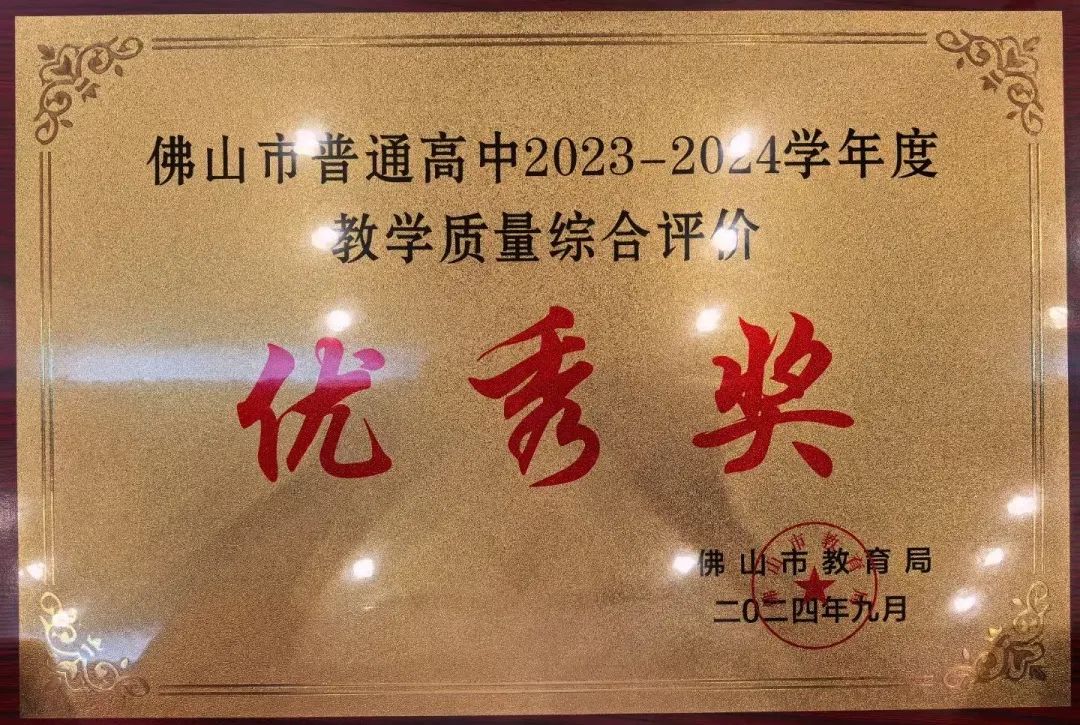 佛山市普通高中2023-2024学年度
教学质量综合评价
优秀奖
佛山市教育局
二0二四年九月